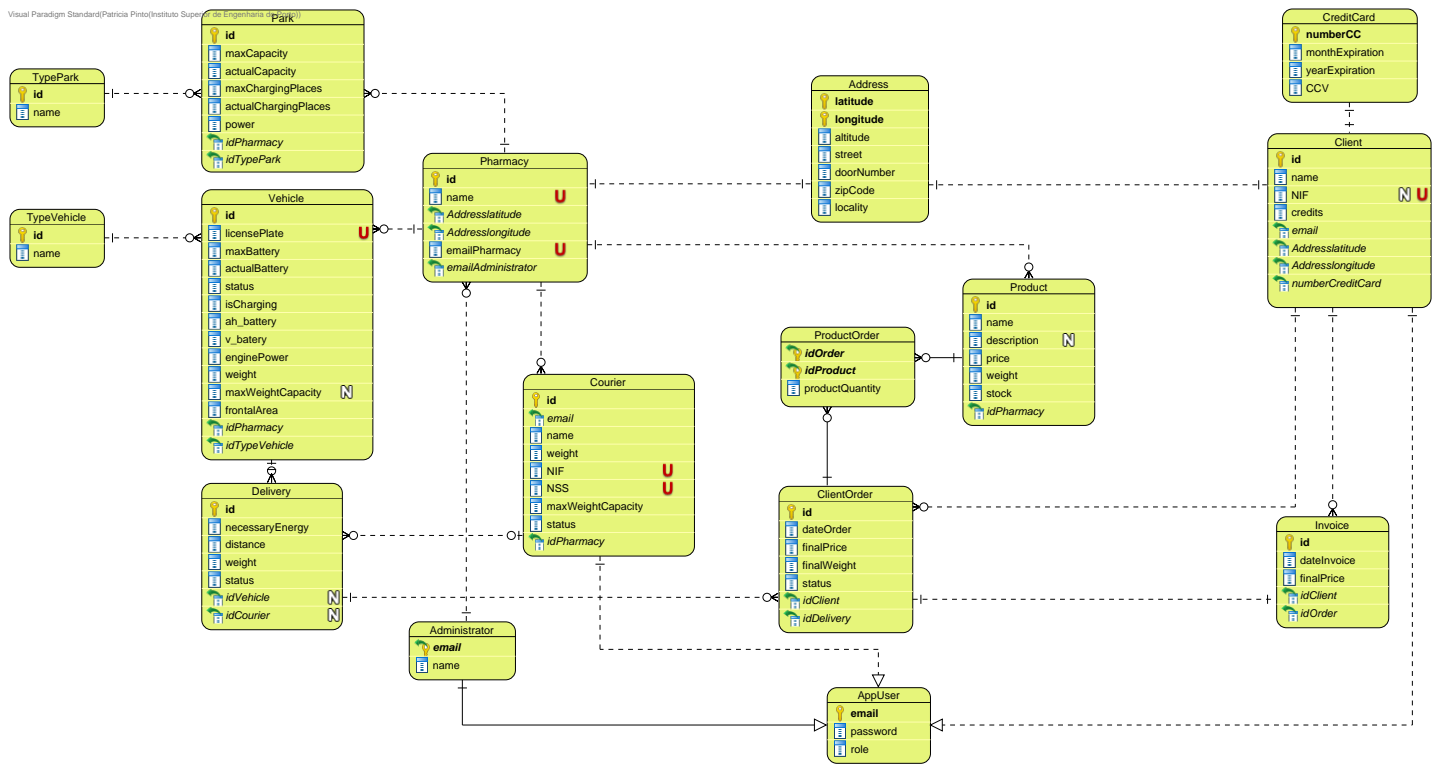 Visual Paradigm Standard(Patricia Pinto(Instituto Superior de Engenharia do Porto))
Park
id
maxCapacity
actualCapacity
maxChargingPlaces
actualChargingPlaces
power
idPharmacy
idTypePark
TypePark
id
name
CreditCard
numberCC
monthExpiration
yearExpiration
CCV
Address
latitude
longitude
altitude
street
doorNumber
zipCode
locality
Client
id
name
NIF N U
credits
email
Addresslatitude
Addresslongitude
numberCreditCard
Pharmacy
id
name U
Addresslatitude
Addresslongitude
emailPharmacy U
emailAdministrator
Vehicle
id
licensePlate U
maxBattery
actualBattery
status
isCharging
ah_battery
v_batery
enginePower
weight
maxWeightCapacity N
frontalArea
idPharmacy
idTypeVehicle
TypeVehicle
id
name
Product
id
name
description N
price
weight
stock
idPharmacy
ProductOrder
idOrder
idProduct
productQuantity
Courier
id
email
name
weight
NIF U
NSS U
maxWeightCapacity
status
idPharmacy
Delivery
id
necessaryEnergy
distance
weight
status
idVehicle N
idCourier N
ClientOrder
id
dateOrder
finalPrice
finalWeight
status
idClient
idDelivery
Invoice
id
dateInvoice
finalPrice
idClient
idOrder
Administrator
email
name
AppUser
email
password
role